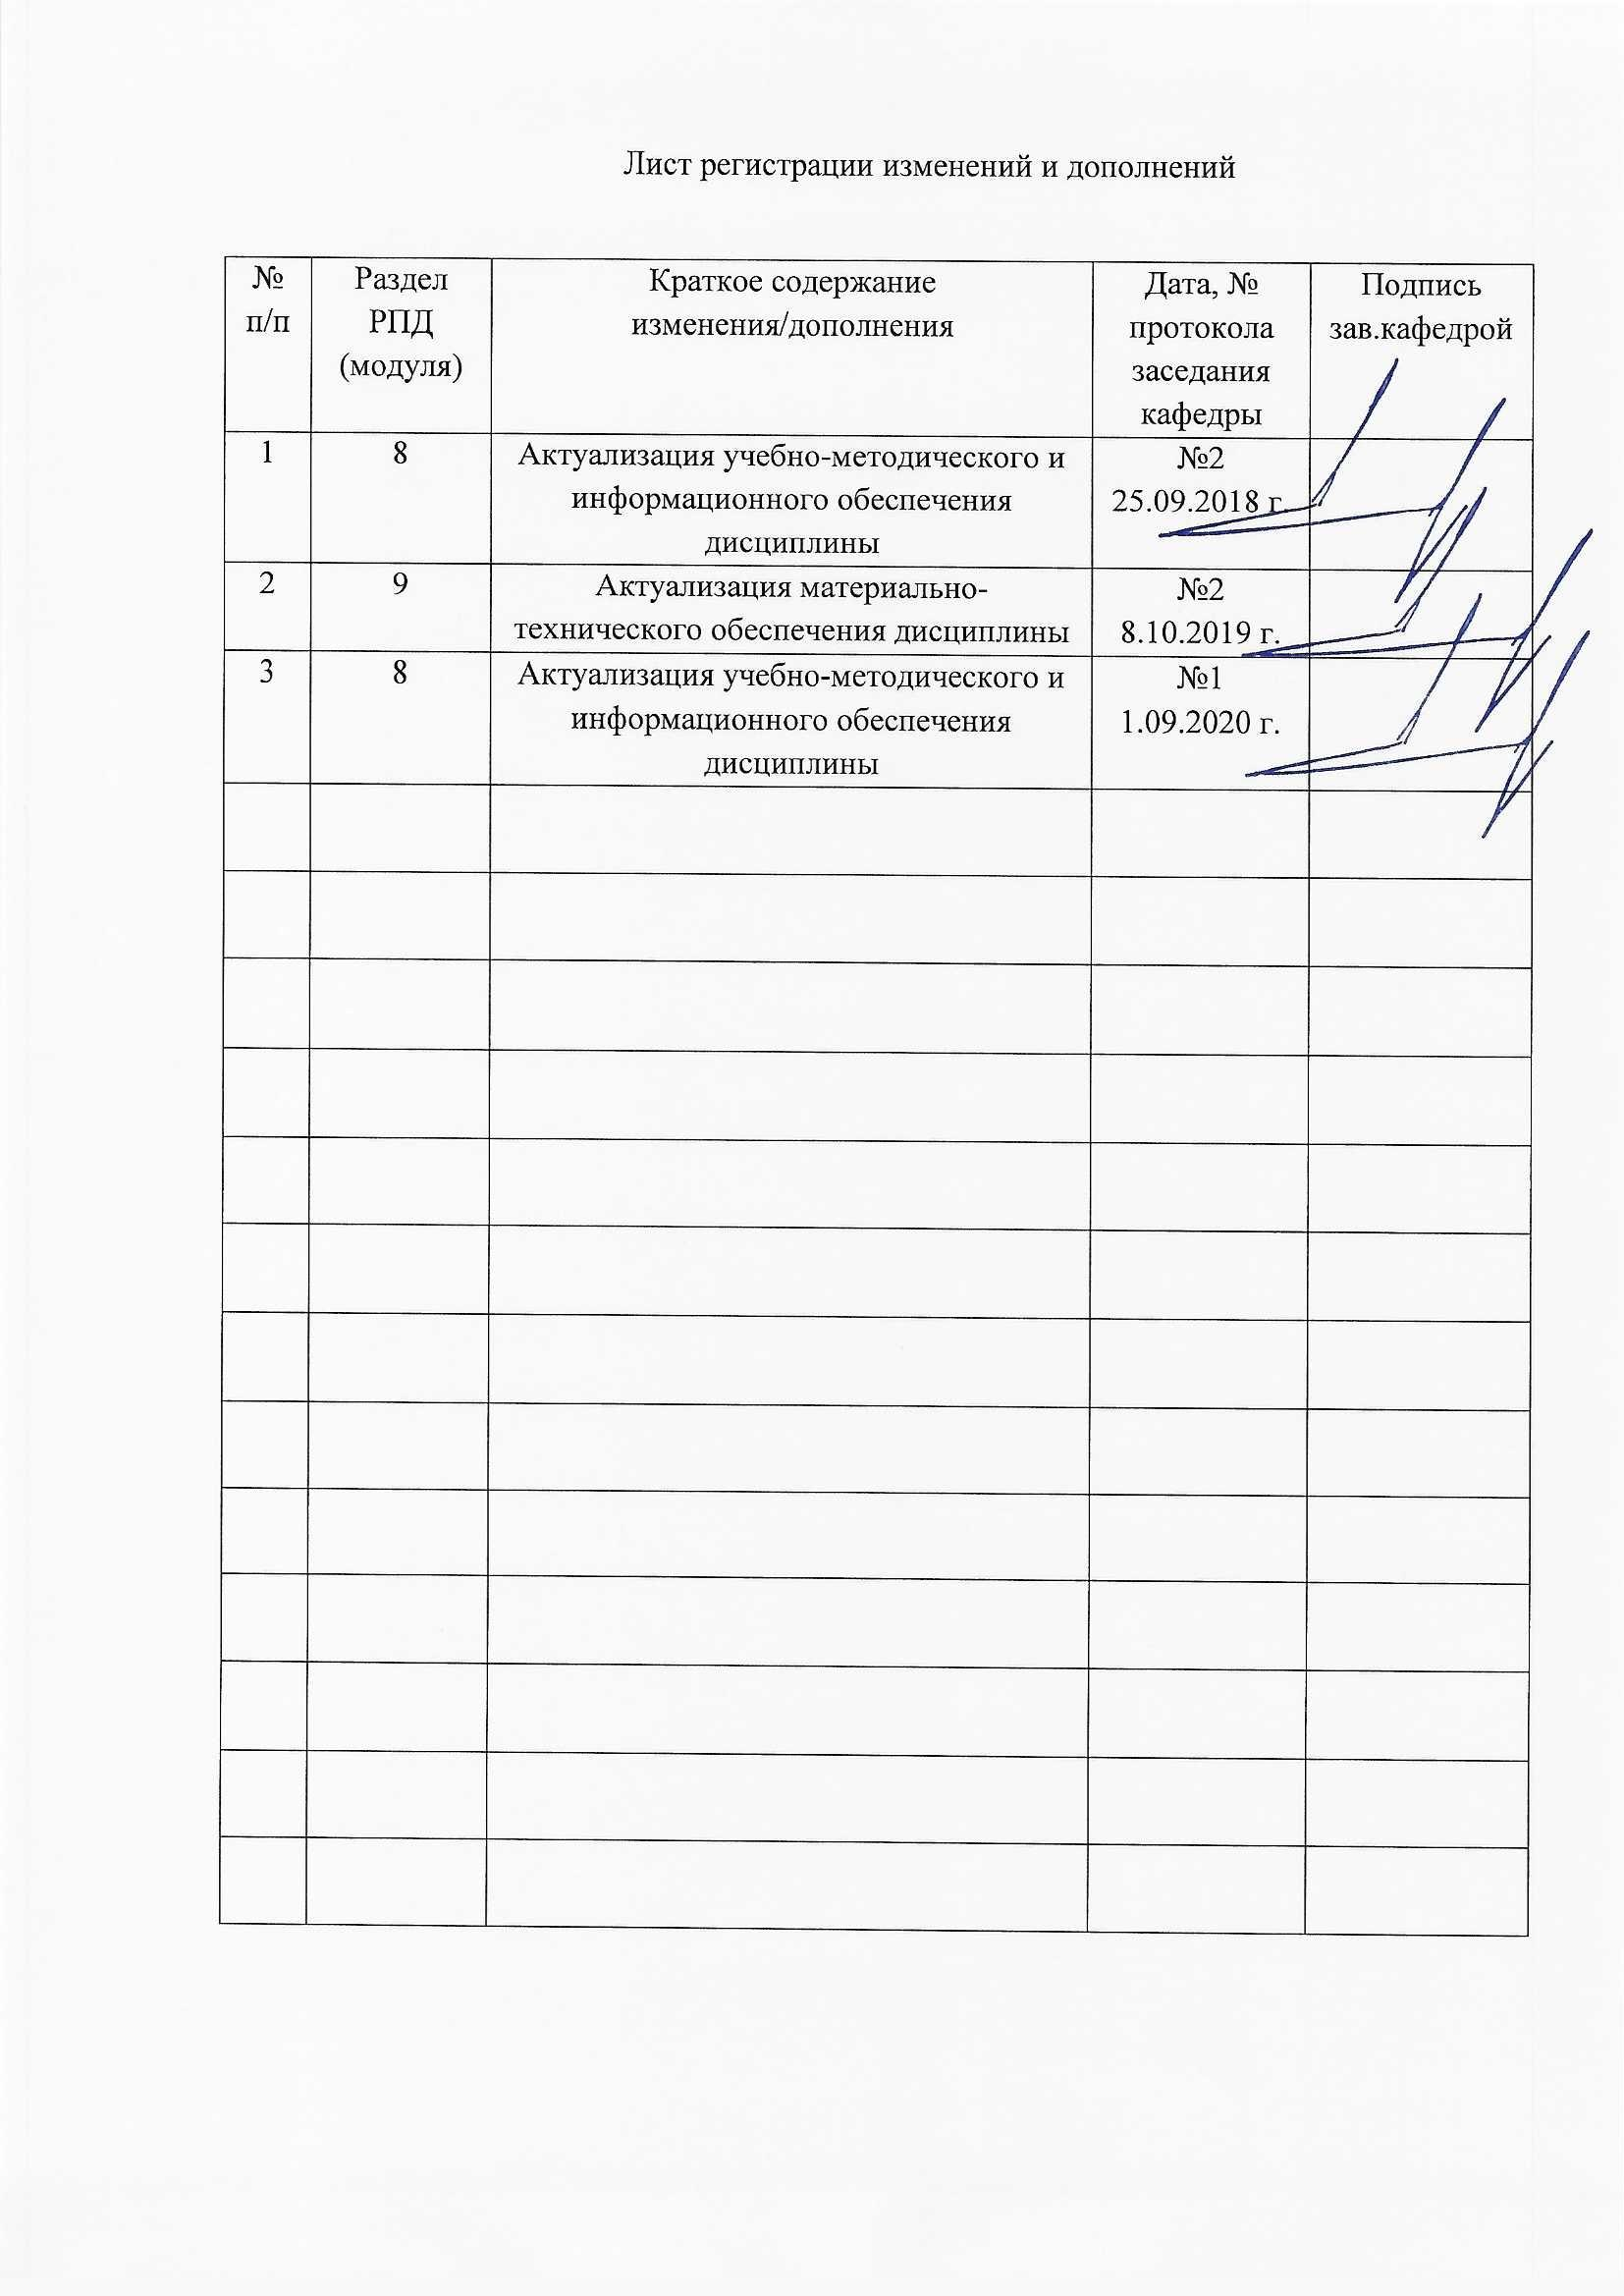 Лист регистрации изменений и дополнений
№
п/п
Раздел
РПД
(модуля)
Краткое содержание
изменения/дополнения
Дата, №
протокола
заседания
кафедры
Подпись
зав.кафедрой
1
8
Актуализация учебно-методического и
информационного обеспечения
дисциплины
№2
25.09.2018 г.
2
9
Актуализация материально-
технического обеспечения дисциплины
№2
8.10.2019 г.
3
8
Актуализация учебно-методического и
информационного обеспечения
дисциплины
№1
1.09.2020 г.